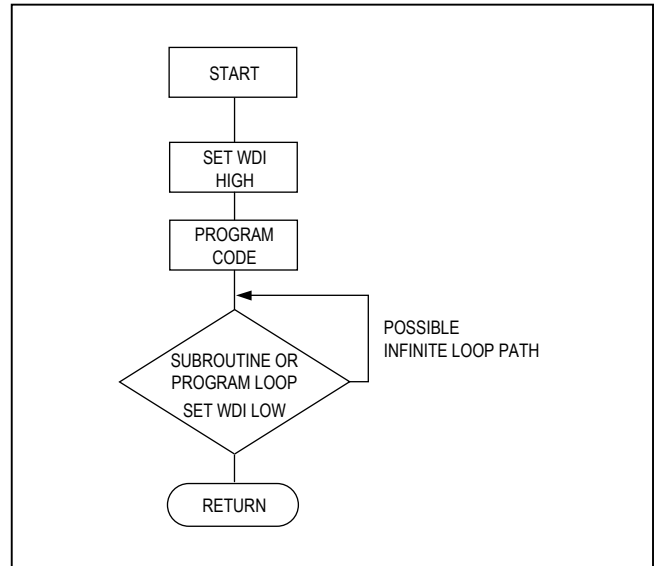 START
SET WDI
HIGH
PROGRAM
CODE
POSSIBLE
INFINITE LOOP PATH
SUBROUTINE OR
PROGRAM LOOP
SET WDI LOW
RETURN